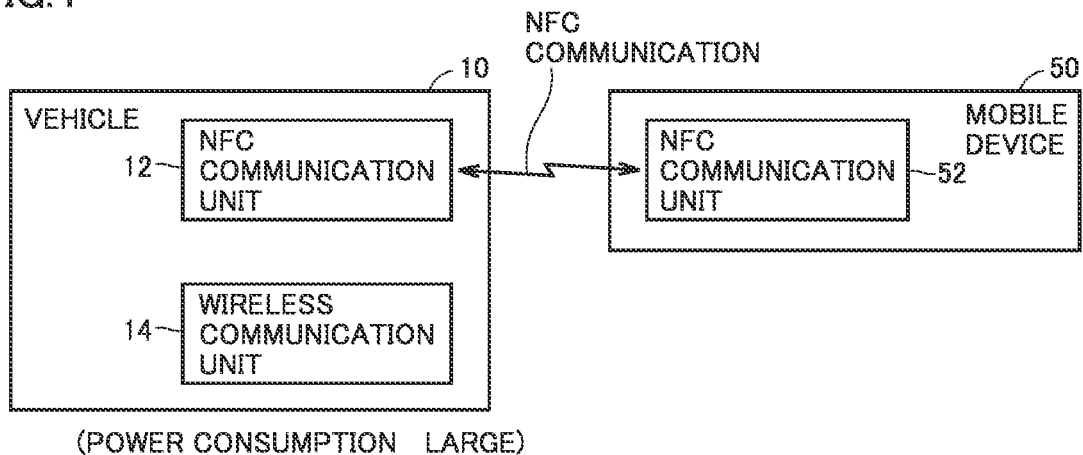 NFC
COMMUNICATION
10
50
VEHICLE
MOBILE
DEVICE
NFC
COMMUNICATION
UNIT
12
NFC
COMMUNICATION
UNIT
52
WIRELESS
COMMUNICATION
UNIT
14
(POWER CONSUMPTION LARGE)